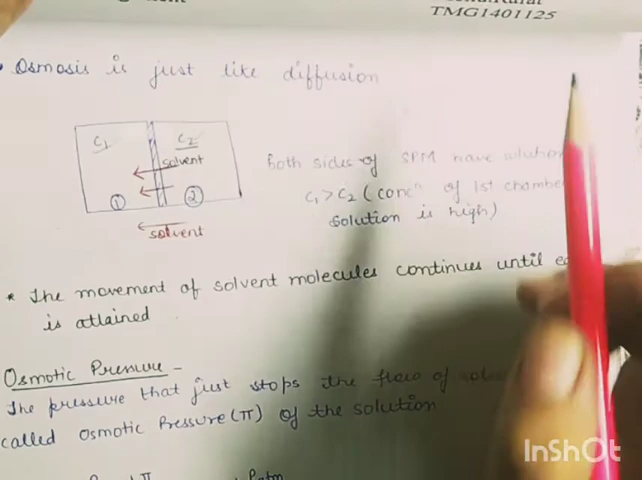 TMG1401125
• Osmosis is just like diffusion
C1 C2
solvent
① ②
solvent
both sides of SPM have solution
C1 > C2 (concn of 1st chamber
solution is high)
* The movement of solvent molecules continues until
is attained
Osmotic Pressure -
The pressure that just stops the flow of
called Osmotic Pressure (π) of the solution
π Patm
InShOt